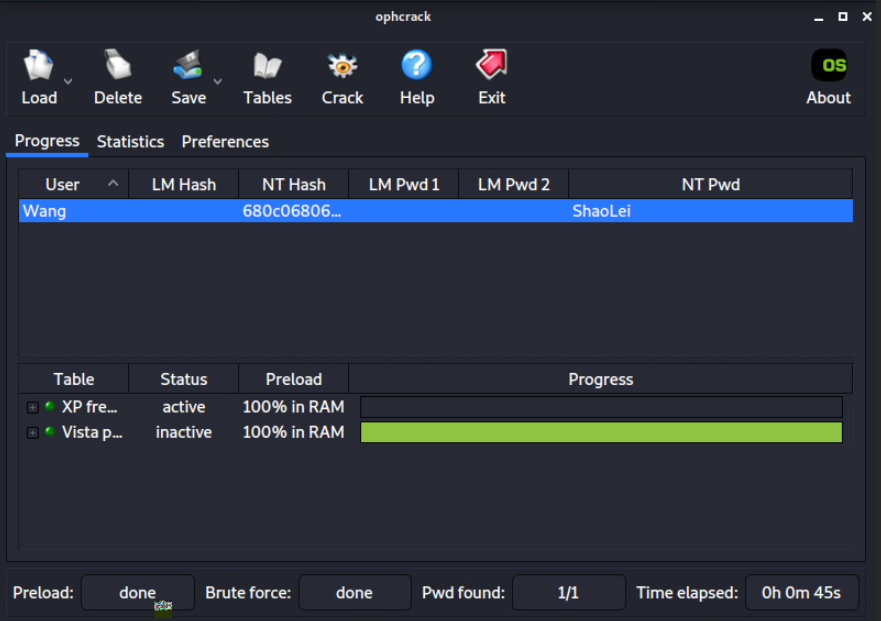 ophcrack
Load Delete Save Tables Crack Help Exit OS About
Progress Statistics Preferences
User LM Hash NT Hash LM Pwd 1 LM Pwd 2 NT Pwd
Wang 680c06806... ShaoLei
Table Status Preload Progress
XP fre... active 100% in RAM
Vista p... inactive 100% in RAM
Preload: done Brute force: done Pwd found: 1/1 Time elapsed: 0h 0m 45s